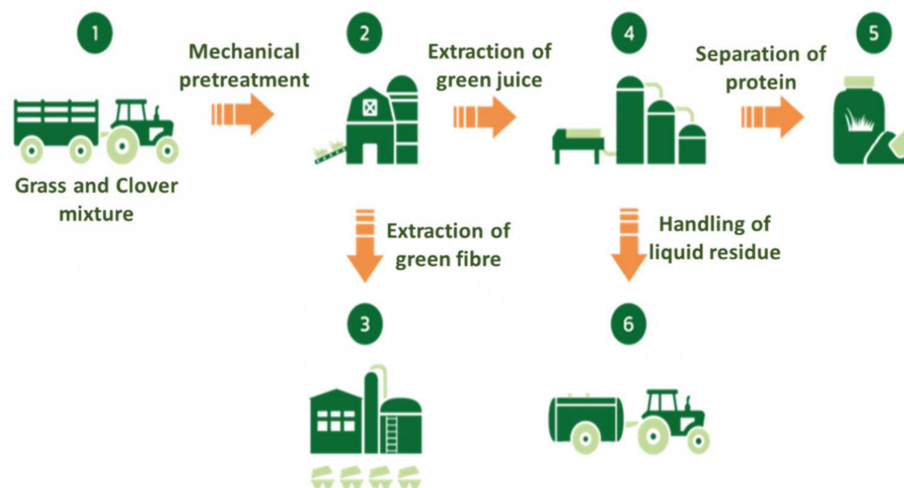 1
2
4
5
Mechanical
pretreatment
Extraction of
green juice
Separation of
protein
Grass and Clover
mixture
Extraction of
green fibre
Handling of
liquid residue
3
6